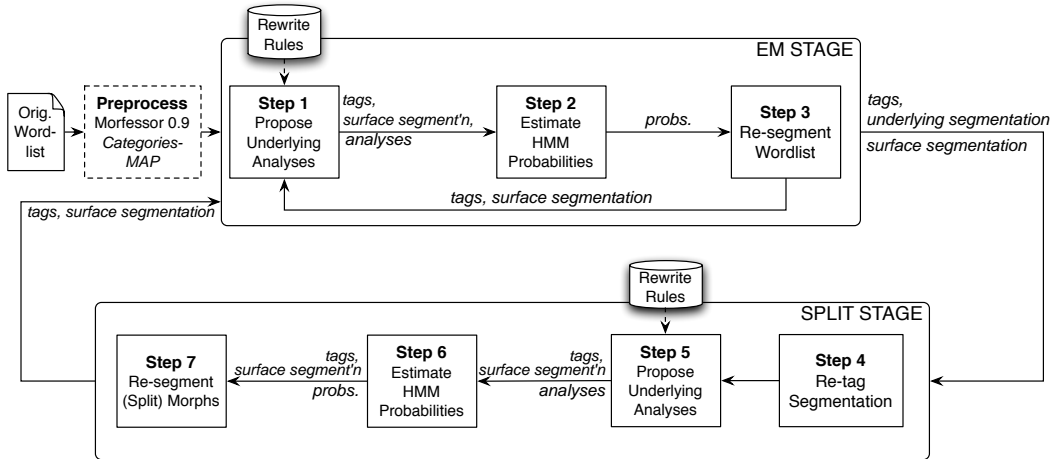 Rewrite
Rules
EM STAGE
Orig.
Word-
list
Preprocess
Morfessor 0.9
Categories-
MAP
Step 1
Propose
Underlying
Analyses
tags,
surface segment'n,
analyses
Step 2
Estimate
HMM
Probabilities
probs.
Step 3
Re-segment
Wordlist
tags,
underlying segmentation
surface segmentation
tags, surface segmentation
tags, surface segmentation
Rewrite
Rules
SPLIT STAGE
Step 7
Re-segment
(Split) Morphs
tags,
surface segment'n
probs.
Step 6
Estimate
HMM
Probabilities
tags,
surface segment'n
analyses
Step 5
Propose
Underlying
Analyses
Step 4
Re-tag
Segmentation